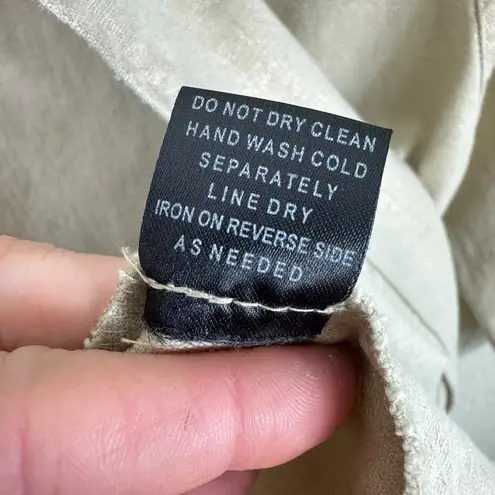 DO NOT DRY CLEAN
HAND WASH COLD
SEPARATELY
LINE DRY
IRON ON REVERSE SIDE
AS NEEDED